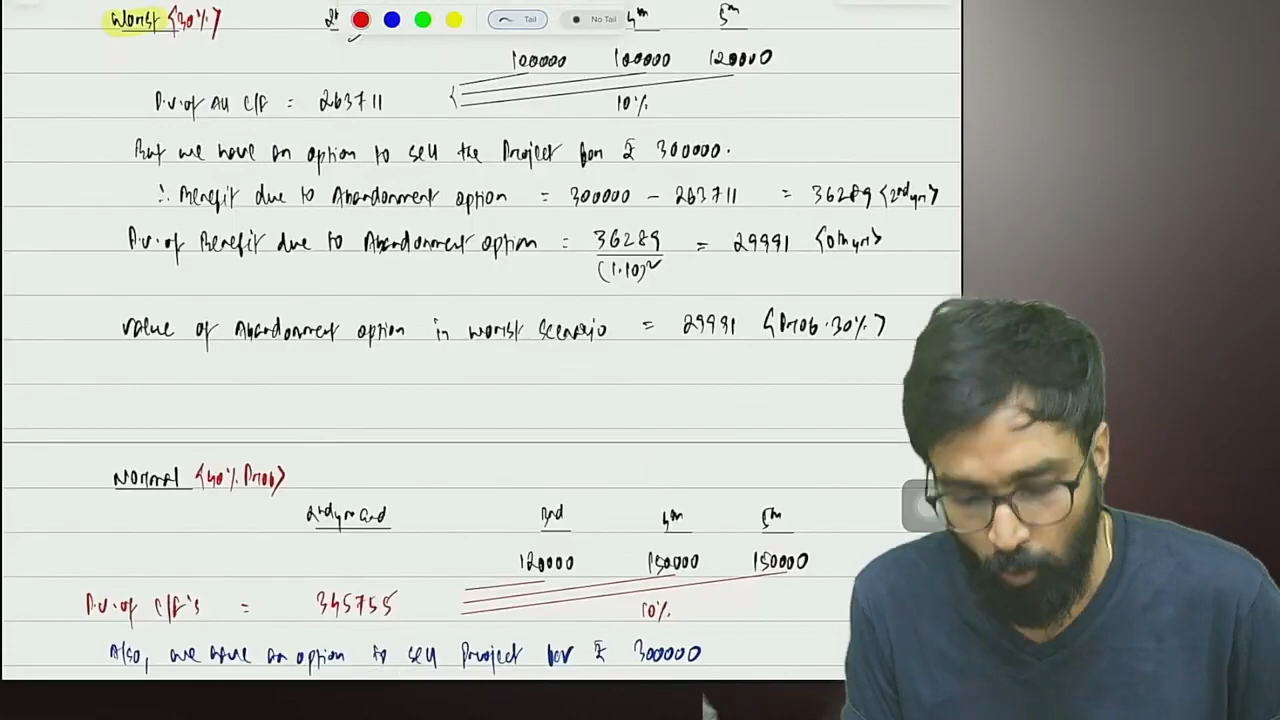 Worst {30%} 2n 4th 5th
Tail No Tail
100000 100000 120000
P.v. of All C/F = 263711 10%
But we have an option to sell the Project for ₹ 300000.
∴ Benefit due to Abandonment option = 300000 - 263711 = 36289 {2nd yr}
P.v. of Benefit due to Abandonment option = 36289 / (1.10)² = 29991 {0th yr}
value of Abandonment option in worst scenario = 29991 {Prob. 30%}
Normal {40% Prob}
2nd yr end 3rd 4th 5th
120000 150000 150000
P.v. of C/F's = 345755 10%
Also, we have an option to sell Project for ₹ 300000